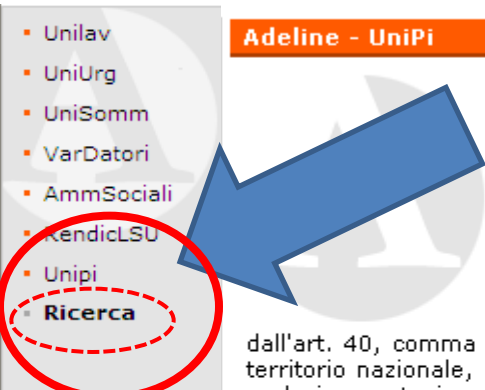 Unilav
UniUrg
UniSomm
VarDatori
AmmSociali
RendicLSU
Unipi
Ricerca
Adeline - UniPi
dall'art. 40, comma
territorio nazionale,